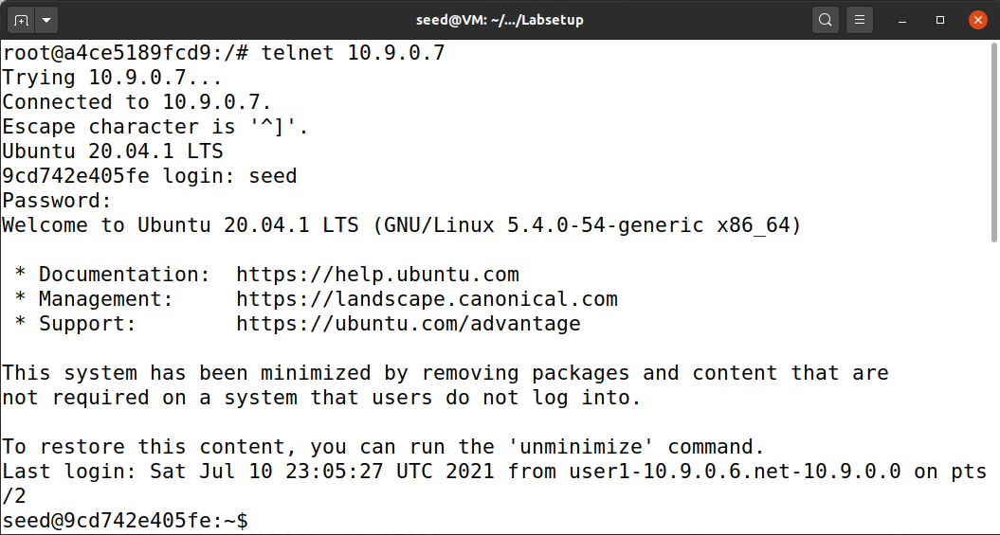 seed@VM: ~/.../Labsetup
root@a4ce5189fcd9:/# telnet 10.9.0.7
Trying 10.9.0.7...
Connected to 10.9.0.7.
Escape character is '^]'.
Ubuntu 20.04.1 LTS
9cd742e405fe login: seed
Password:
Welcome to Ubuntu 20.04.1 LTS (GNU/Linux 5.4.0-54-generic x86_64)

 * Documentation:  https://help.ubuntu.com
 * Management:     https://landscape.canonical.com
 * Support:        https://ubuntu.com/advantage

This system has been minimized by removing packages and content that are
not required on a system that users do not log into.

To restore this content, you can run the 'unminimize' command.
Last login: Sat Jul 10 23:05:27 UTC 2021 from user1-10.9.0.6.net-10.9.0.0 on pts
/2
seed@9cd742e405fe:~$